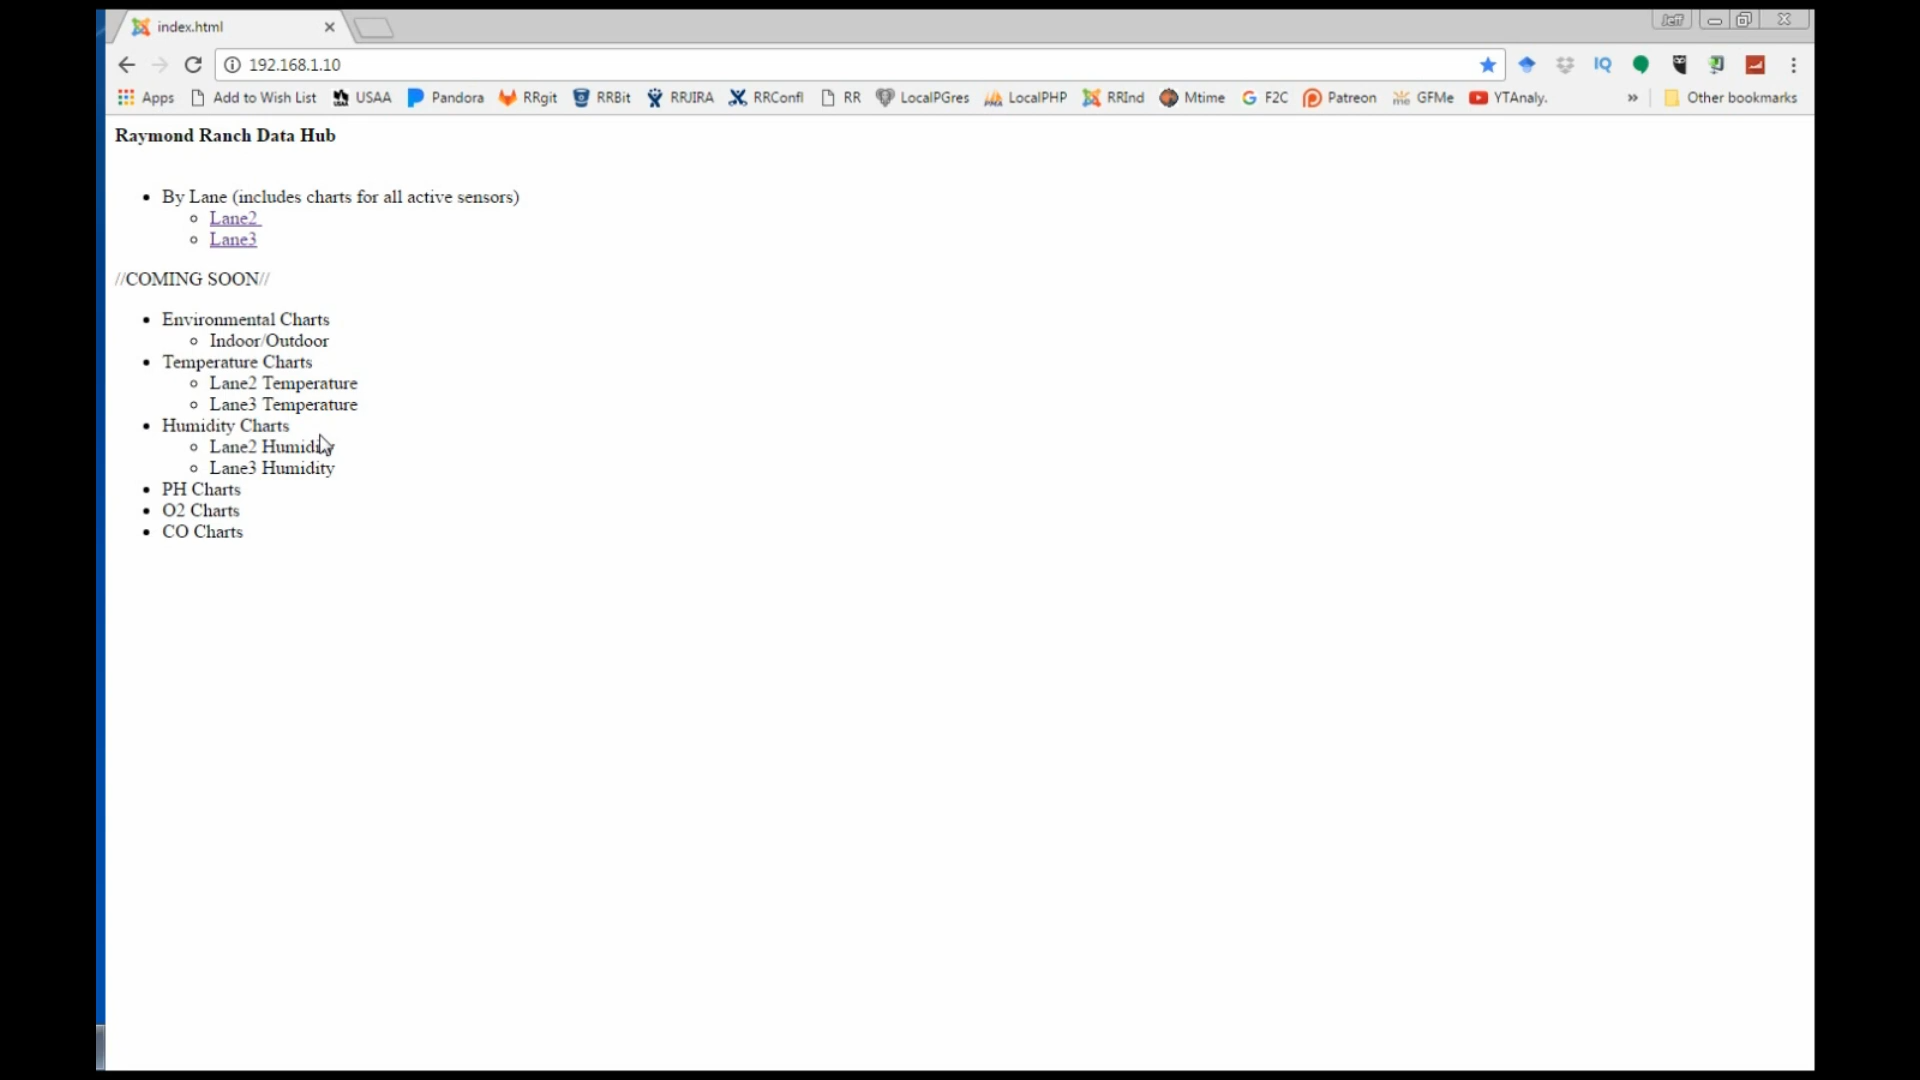 index.html
Jeff
192.168.1.10
IQ
Apps Add to Wish List USAA Pandora RRgit RRBit RRJIRA RRConfl RR LocalPGres LocalPHP RRInd Mtime F2C Patreon GFMe YTAnaly. » Other bookmarks
Raymond Ranch Data Hub
By Lane (includes charts for all active sensors)
Lane2
Lane3
//COMING SOON//
Environmental Charts
Indoor/Outdoor
Temperature Charts
Lane2 Temperature
Lane3 Temperature
Humidity Charts
Lane2 Humidity
Lane3 Humidity
PH Charts
O2 Charts
CO Charts